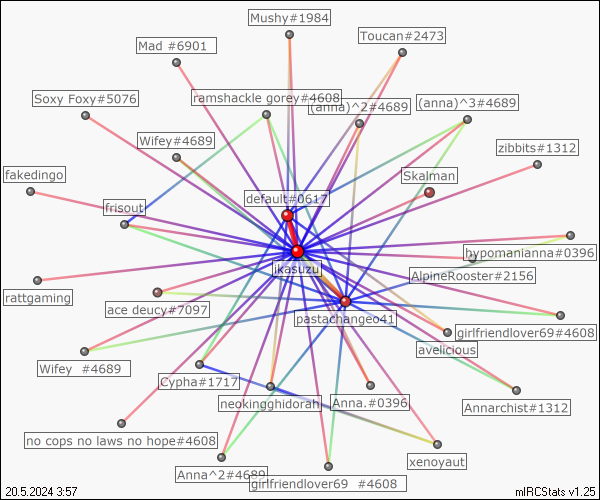 Mushy#1984
Toucan#2473
Mad #6901
Soxy Foxy#5076
ramshackle gorey#4608
(anna)^2#4689
(anna)^3#4689
Wifey#4689
zibbits#1312
fakedingo
Skalman
default#0617
frisout
hypomanianna#0396
ikasuzu
AlpineRooster#2156
rattgaming
ace deucy#7097
pastachangeo41
girlfriendlover69#4608
avelicious
Wifey  #4689
Cypha#1717
neokingghidorah
Anna.#0396
Annarchist#1312
no cops no laws no hope#4608
xenoyaut
Anna^2#4689
girlfriendlover69  #4608
20.5.2024 3:57
mIRCStats v1.25